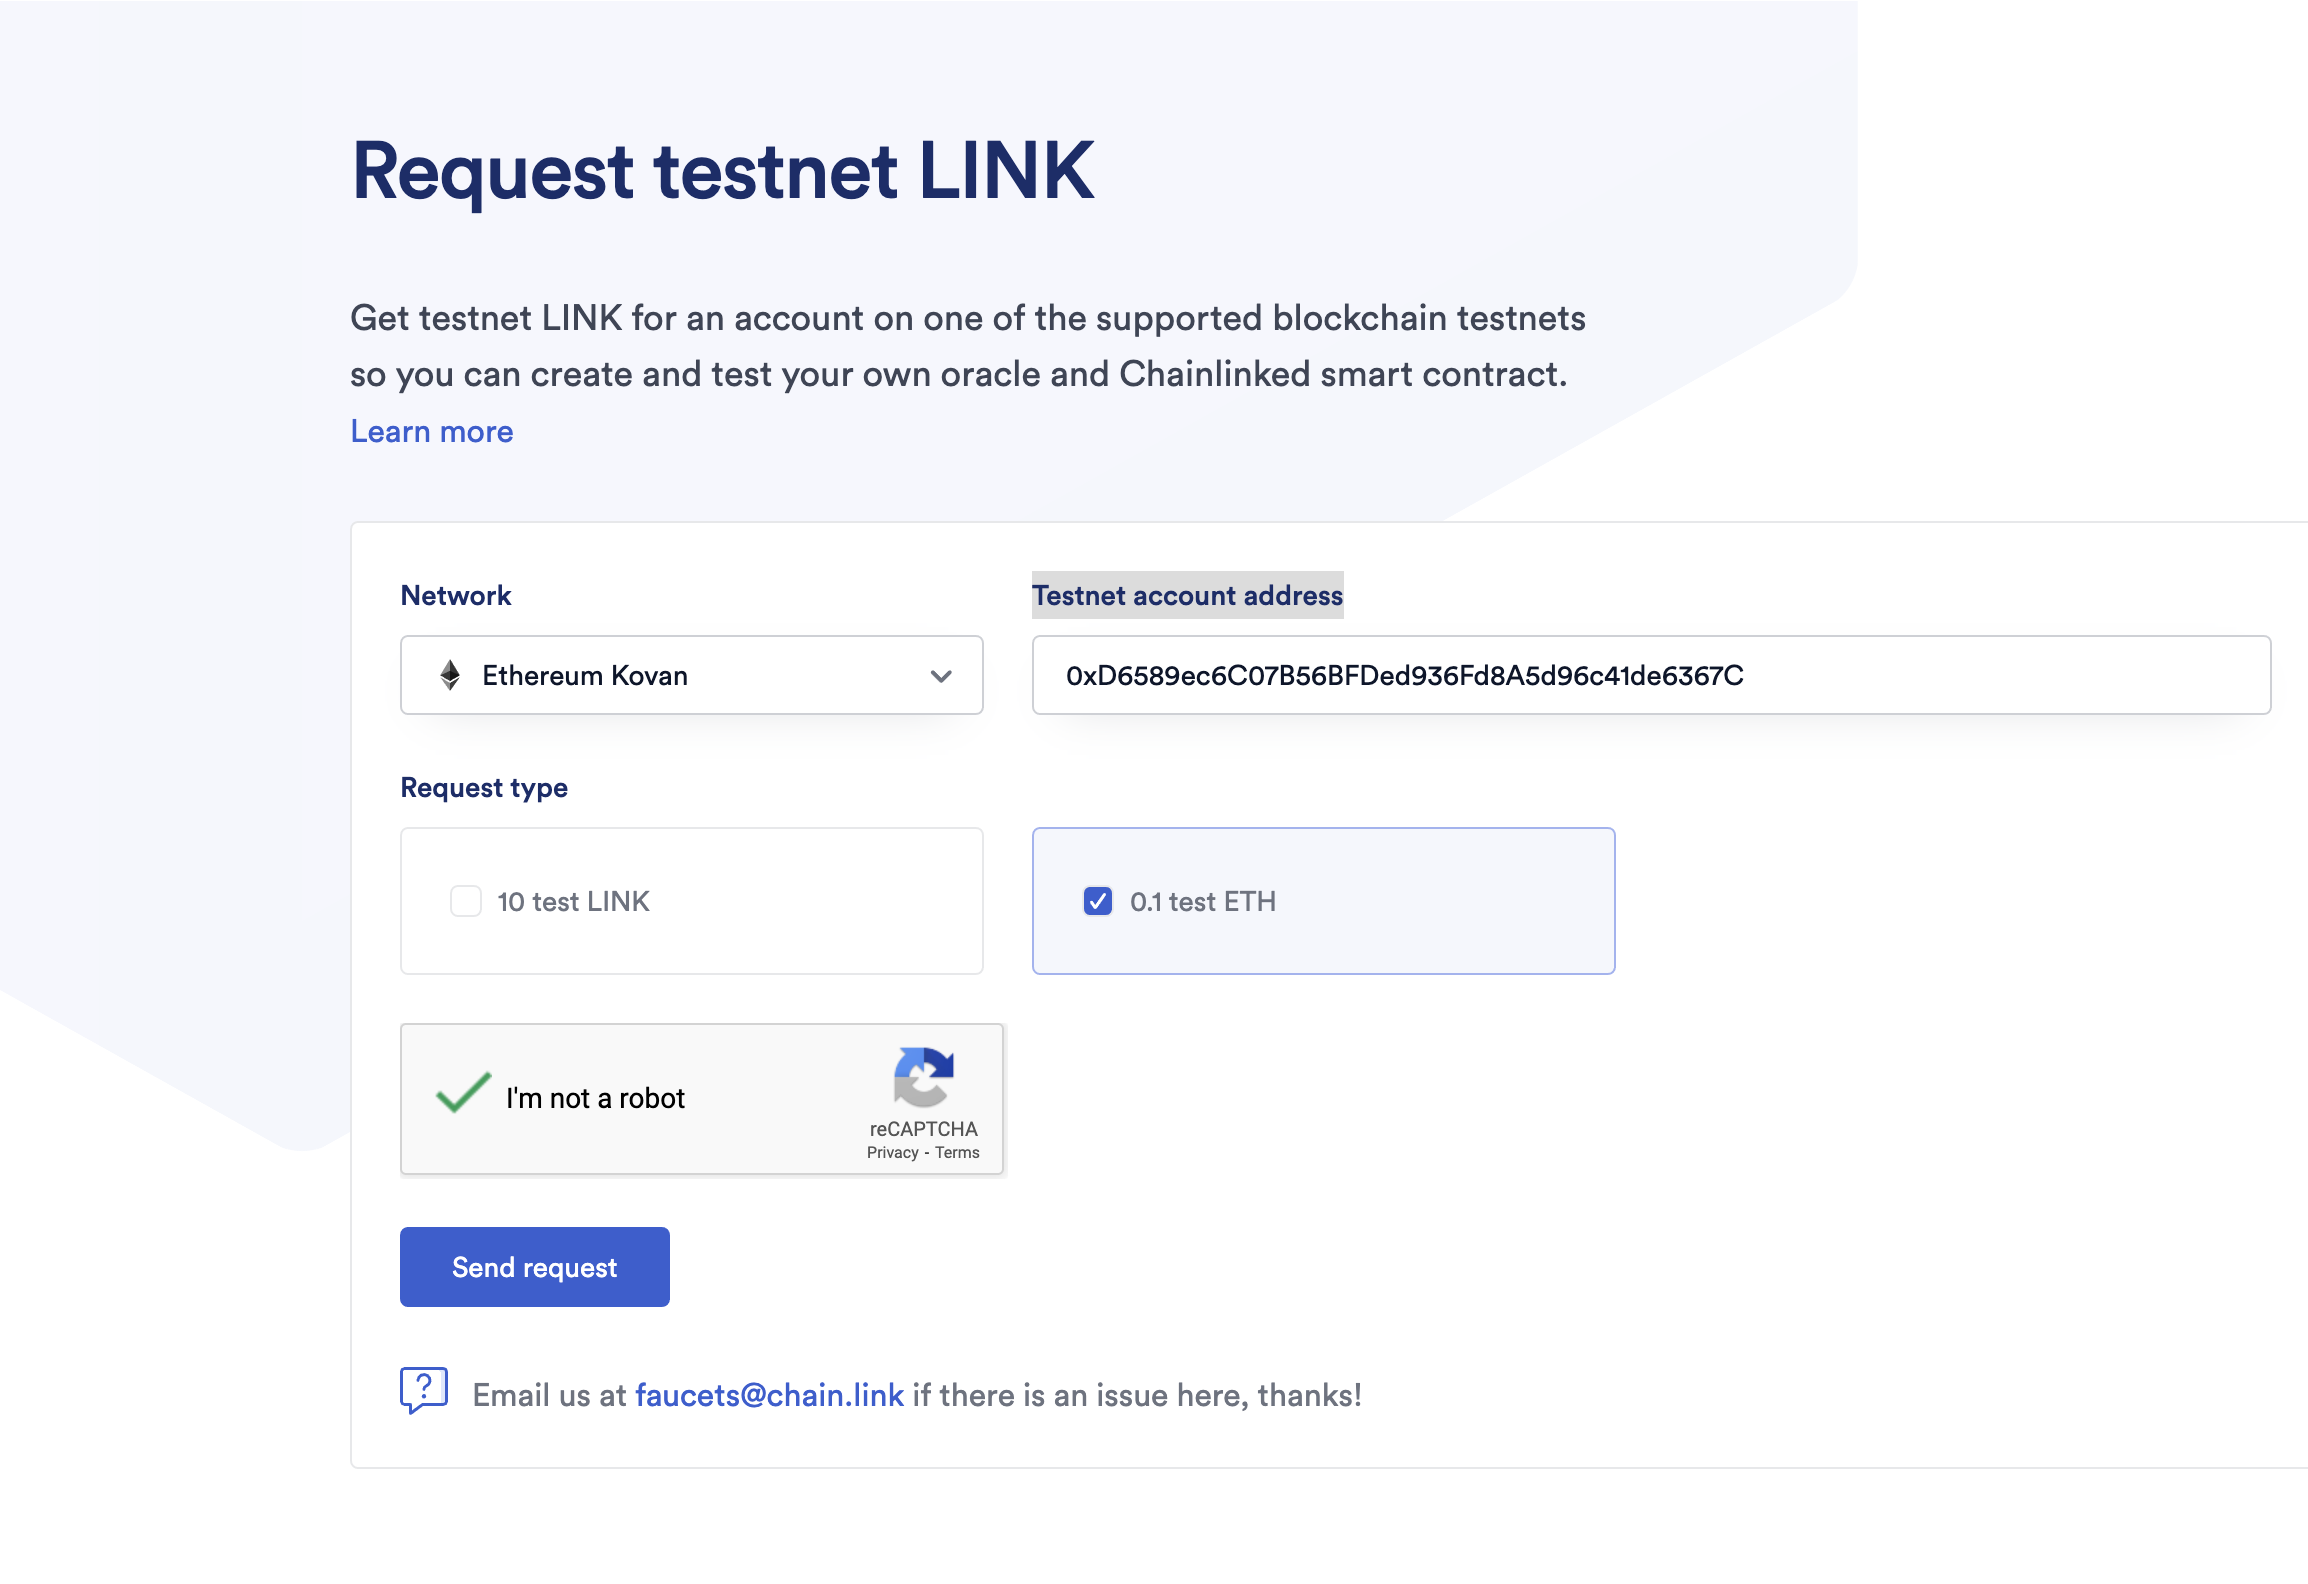 Request testnet LINK
Get testnet LINK for an account on one of the supported blockchain testnets
so you can create and test your own oracle and Chainlinked smart contract.
Learn more
Network
Testnet account address
Ethereum Kovan
0xD6589ec6C07B56BFDed936Fd8A5d96c41de6367C
Request type
10 test LINK
0.1 test ETH
I'm not a robot
reCAPTCHA
Privacy - Terms
Send request
Email us at faucets@chain.link if there is an issue here, thanks!